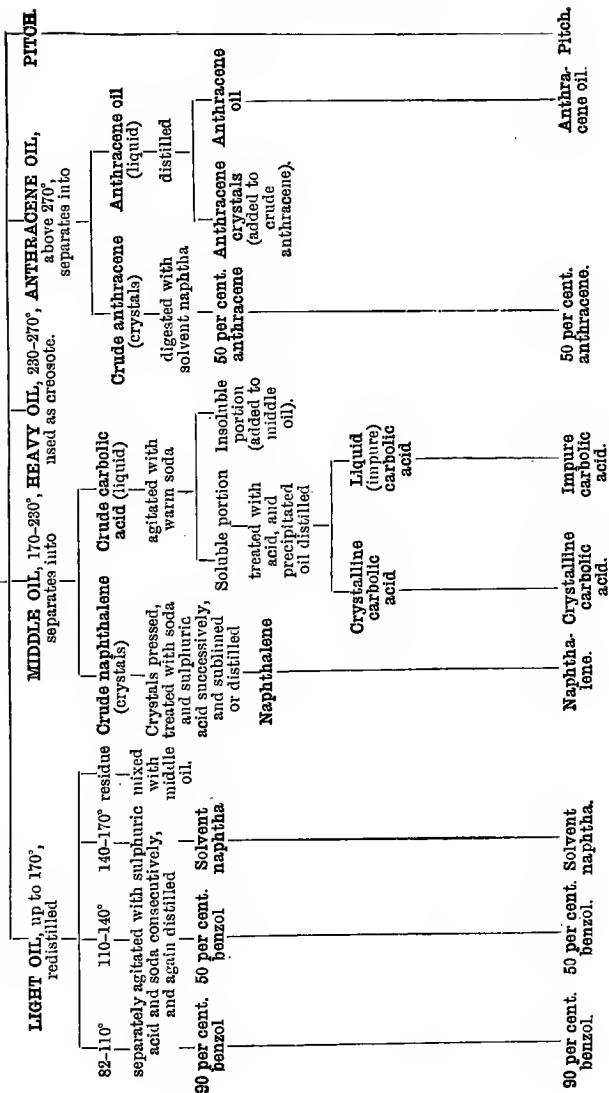 LIGHT OIL, up to 170°,
redistilled
82–110° 110–140° 140–170° residue
separately agitated with sulphuric
acid and soda consecutively,
and again distilled
mixed
with
middle
oil.
90 per cent.
benzol
50 per cent.
benzol
Solvent
naphtha
90 per cent.
benzol.
50 per cent.
benzol.
Solvent
naphtha.
MIDDLE OIL, 170–230°,
separates into
Crude naphthalene
(crystals)
Crystals pressed,
treated with soda
and sulphuric
acid successively,
and sublimed
or distilled
Naphthalene
Naphtha-
lene.
Crude carbolic
acid (liquid)
agitated with
warm soda
Soluble portion
treated with
acid, and
precipitated
oil distilled
Insoluble
portion
(added to
middle
oil).
Crystalline
carbolic
acid
Liquid
(impure)
carbolic
acid
Crystalline
carbolic
acid.
Impure
carbolic
acid.
HEAVY OIL, 230–270°,
used as creosote.
ANTHRACENE OIL,
above 270°,
separates into
Crude anthracene
(crystals)
digested with
solvent naphtha
50 per cent.
anthracene
50 per cent.
anthracene.
Anthracene oil
(liquid)
distilled
Anthracene
crystals
(added to
crude
anthracene).
Anthracene
oil
Anthra-
cene oil.
PITCH.
Pitch.